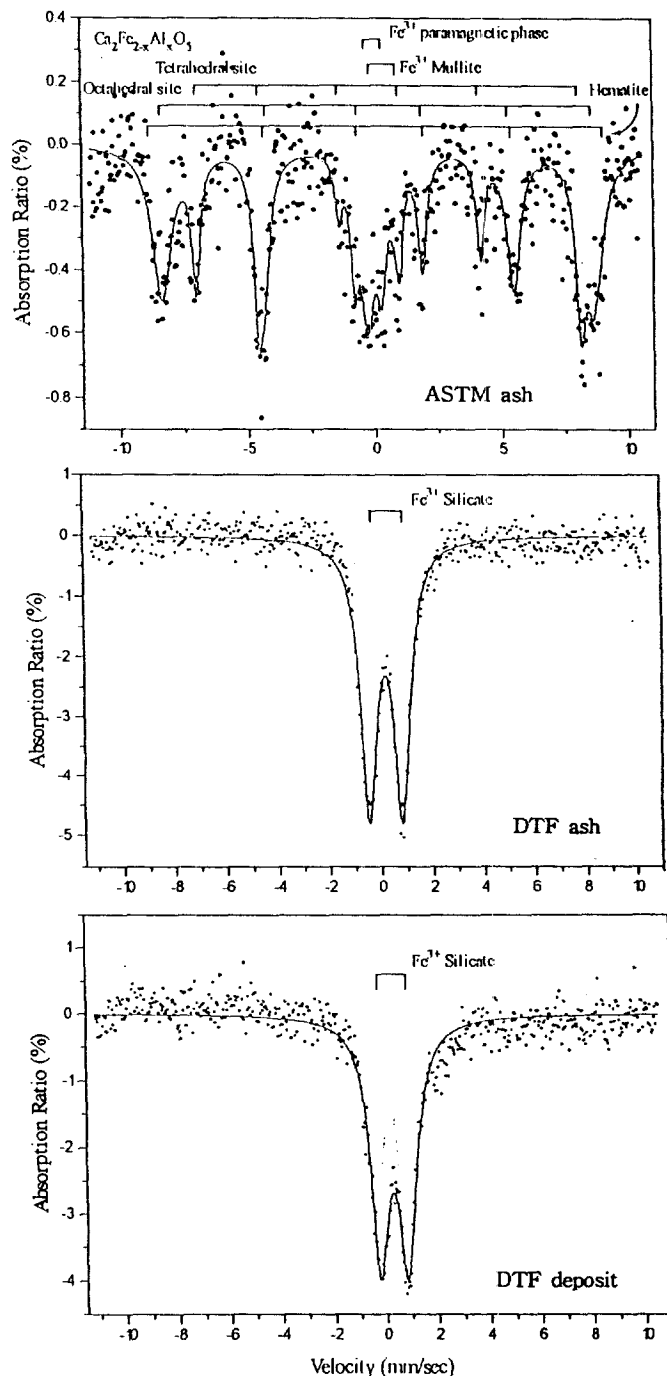 0.4
Ca₂Fe₂₋ₓAlₓO₅
Fe³⁺ paramagnetic phase
0.2
Tetrahedral site
Fe³⁺ Mullite
Octahedral site
Hematite
0.0
-0.2
-0.4
-0.6
-0.8
Absorption Ratio (%)
ASTM ash
-10 -5 0 5 10
1
Fe³⁺ Silicate
0
-1
-2
-3
-4
-5
Absorption Ratio (%)
DTF ash
-10 -8 -6 -4 -2 0 2 4 6 8 10
1
Fe³⁺ Silicate
0
-1
-2
-3
-4
Absorption Ratio (%)
DTF deposit
-10 -8 -6 -4 -2 0 2 4 6 8 10
Velocity (mm/sec)